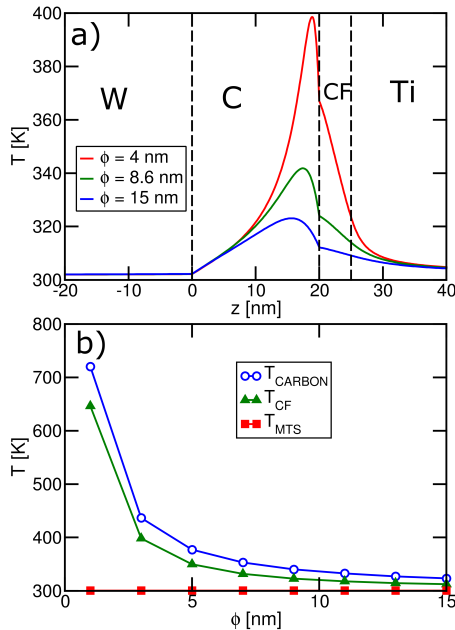 a)
W
C
CF
Ti
ϕ = 4 nm
ϕ = 8.6 nm
ϕ = 15 nm
T [K]
400
380
360
340
320
300
-20 -10 0 10 20 30 40
z [nm]
b)
T_CARBON
T_CF
T_MTS
T [K]
800
700
600
500
400
300
0 5 10 15
ϕ [nm]